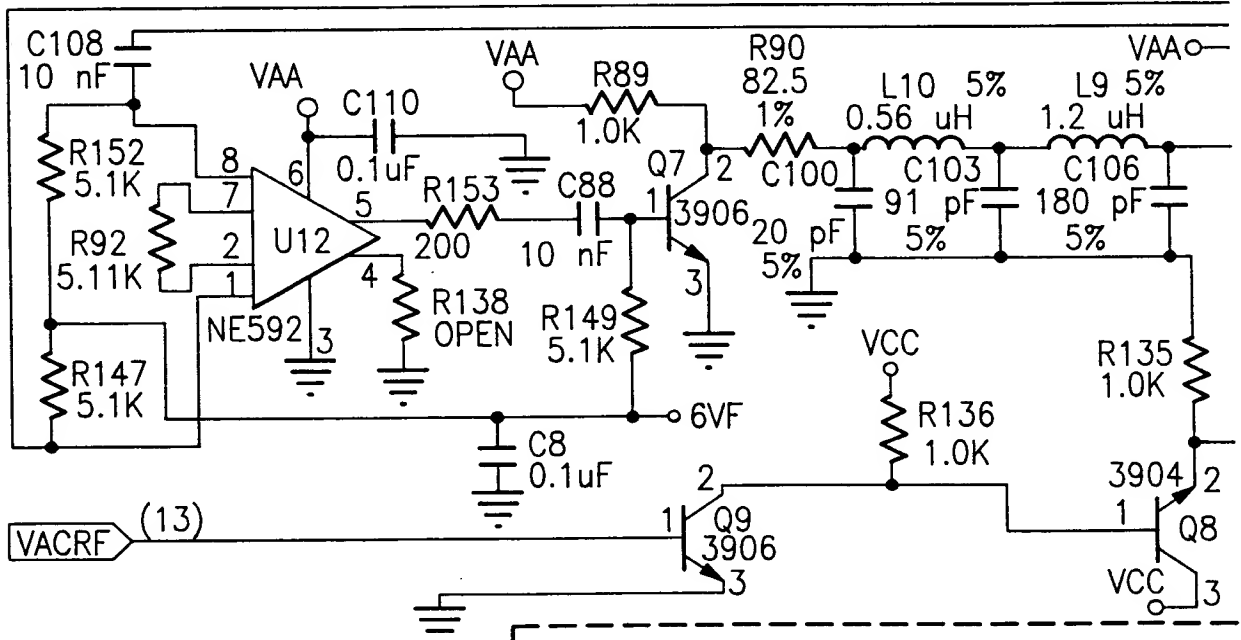 C108
10 nF
VAA
C110
0.1uF
VAA
R89
1.0K
R90
82.5
1%
L10 5%
0.56 uH
L9 5%
1.2 uH
VAA
R152
5.1K
8
7
6
R92
5.11K
2
1
U12
5
4
NE592
3
R153
200
C88
10 nF
Q7
1
2
3906
3
C100
20 pF
5%
C103
91 pF
5%
C106
180 pF
5%
R138
OPEN
R149
5.1K
R147
5.1K
6VF
C8
0.1uF
VCC
R136
1.0K
R135
1.0K
VACRF
(13)
2
1
Q9
3906
3
3904
2
1
Q8
VCC
3